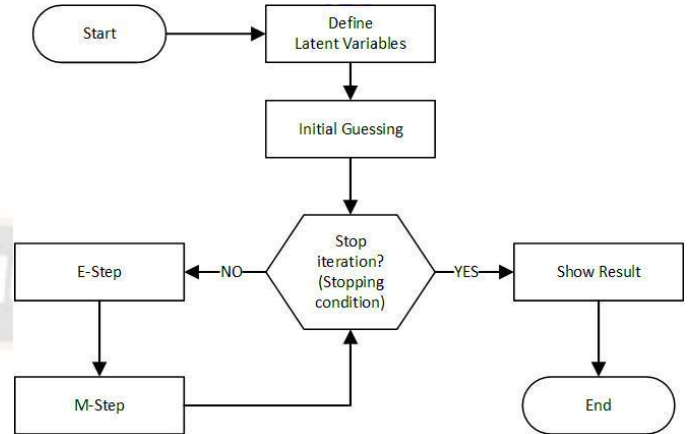 Start
Define
Latent Variables
Initial Guessing
Stop
iteration?
(Stopping
condition)
NO
YES
E-Step
Show Result
M-Step
End